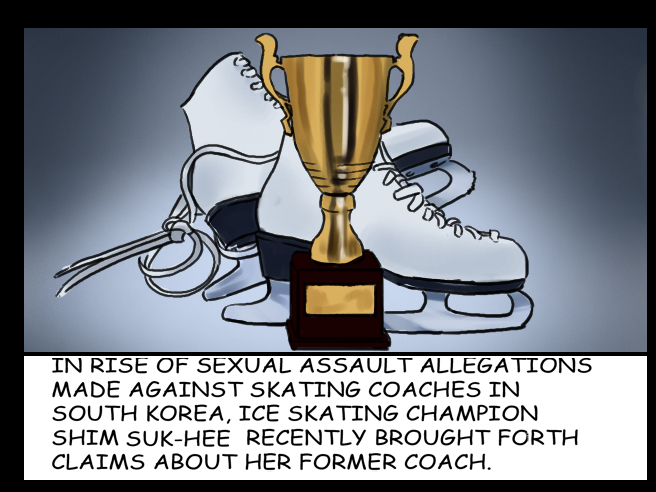 IN RISE OF SEXUAL ASSAULT ALLEGATIONS
MADE AGAINST SKATING COACHES IN
SOUTH KOREA, ICE SKATING CHAMPION
SHIM SUK-HEE RECENTLY BROUGHT FORTH
CLAIMS ABOUT HER FORMER COACH.